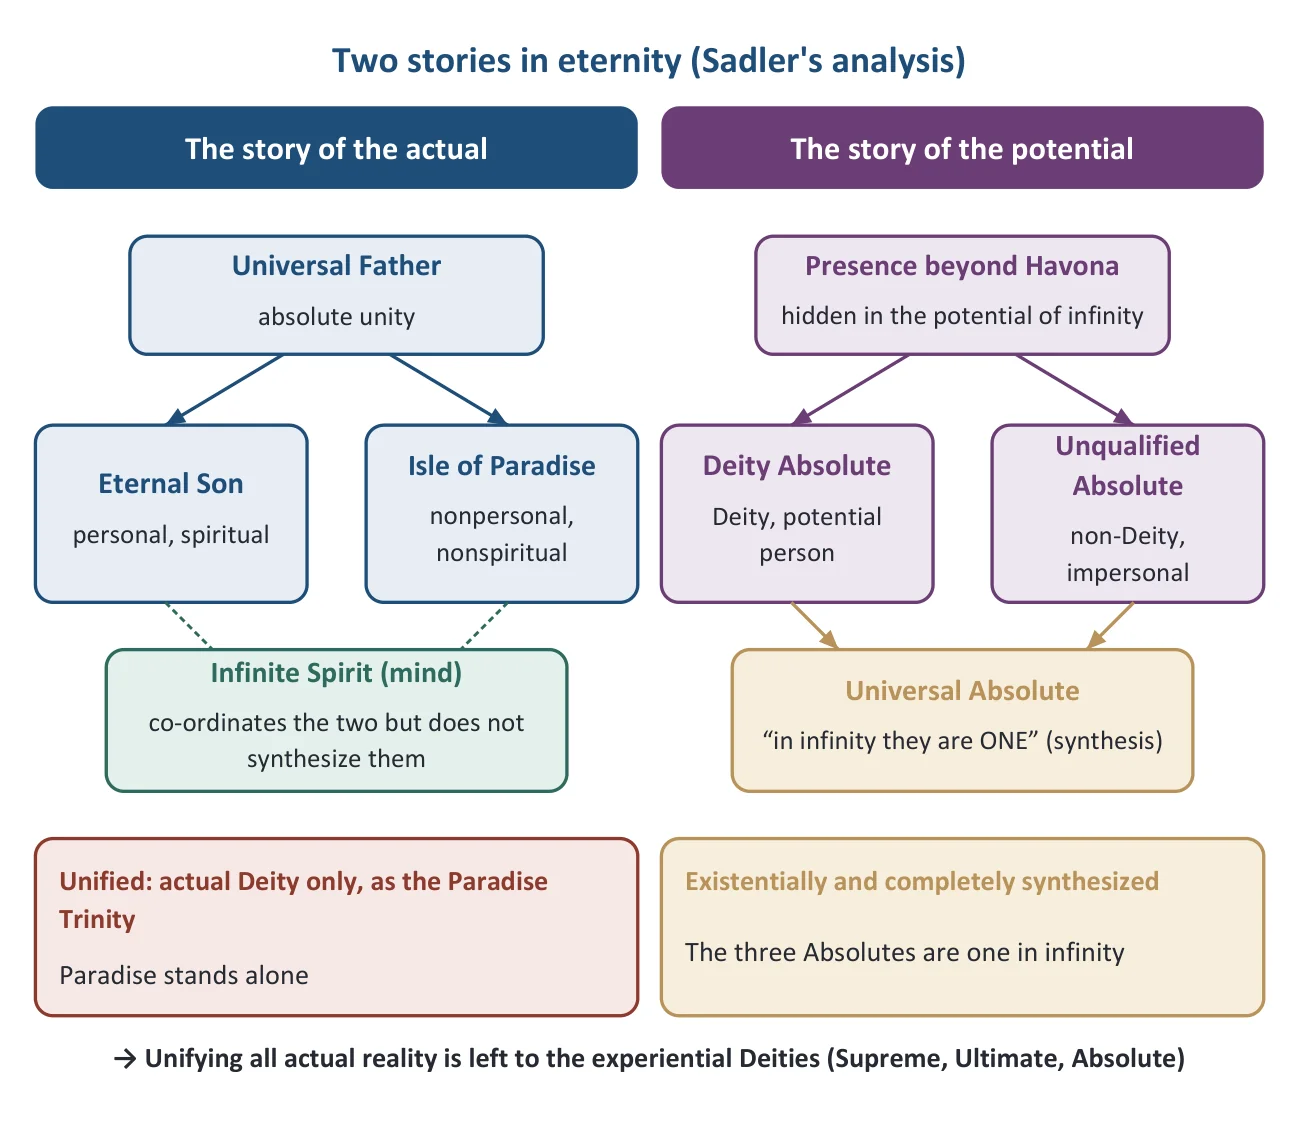 Two stories in eternity (Sadler's analysis)
The story of the actual
The story of the potential
Universal Father
absolute unity
Presence beyond Havona
hidden in the potential of infinity
Eternal Son
personal, spiritual
Isle of Paradise
nonpersonal,
nonspiritual
Deity Absolute
Deity, potential
person
Unqualified
Absolute
non-Deity,
impersonal
Infinite Spirit (mind)
co-ordinates the two but does not
synthesize them
Universal Absolute
“in infinity they are ONE” (synthesis)
Unified: actual Deity only, as the Paradise
Trinity
Paradise stands alone
Existentially and completely synthesized
The three Absolutes are one in infinity
→ Unifying all actual reality is left to the experiential Deities (Supreme, Ultimate, Absolute)